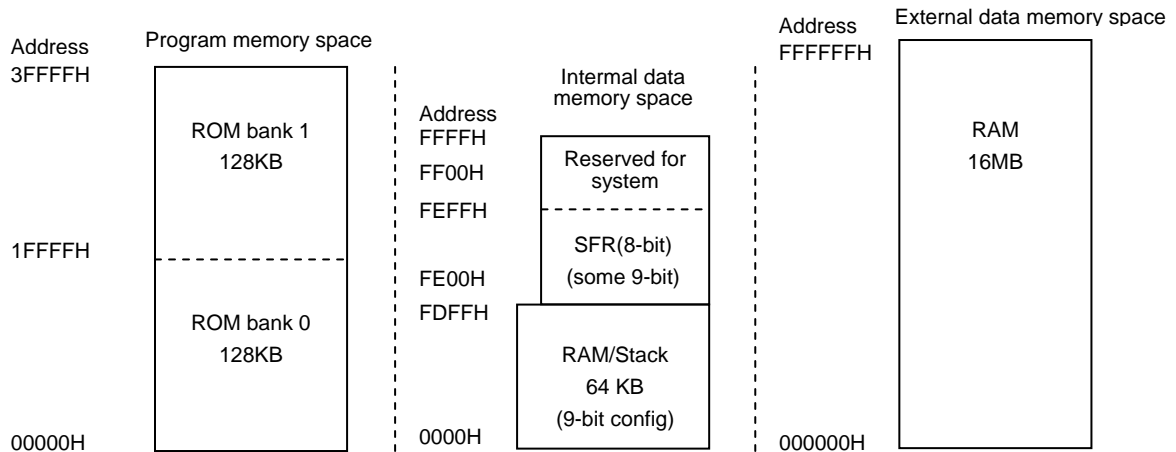 Address
3FFFFH
Program memory space
ROM bank 1
128KB
1FFFFH
ROM bank 0
128KB
00000H
Intermal data
memory space
Address
FFFFH
FF00H
Reserved for
system
FEFFH
SFR(8-bit)
(some 9-bit)
FE00H
FDFFH
RAM/Stack
64 KB
(9-bit config)
0000H
External data memory space
Address
FFFFFFH
RAM
16MB
000000H